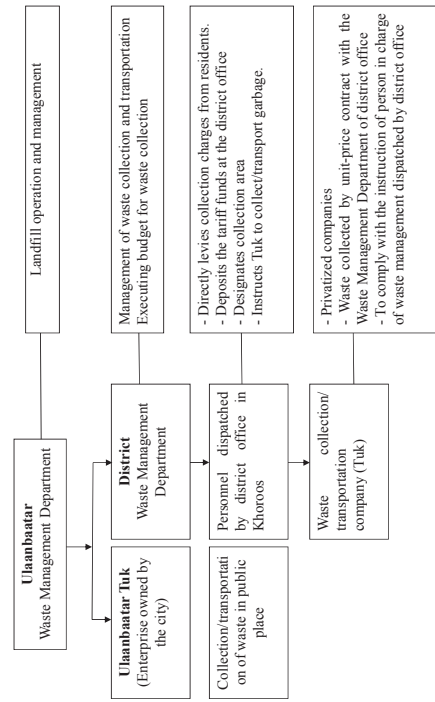 Ulaanbaatar
Waste Management Department
Landfill operation and management
Ulaanbaatar Tuk
(Enterprise owned by
the city)
District
Waste Management
Department
Management of waste collection and transportation
Executing budget for waste collection
Collection/transportati
on of waste in public
place
Personnel dispatched
by district office in
Khoroos
- Directly levies collection charges from residents.
- Deposits the tariff funds at the district office
- Designates collection area
- Instructs Tuk to collect/transport garbage.
Waste collection/
transportation
company (Tuk)
- Privatized companies
- Waste collected by unit-price contract with the
Waste Management Department of district office
- To comply with the instruction of person in charge
of waste management dispatched by district office